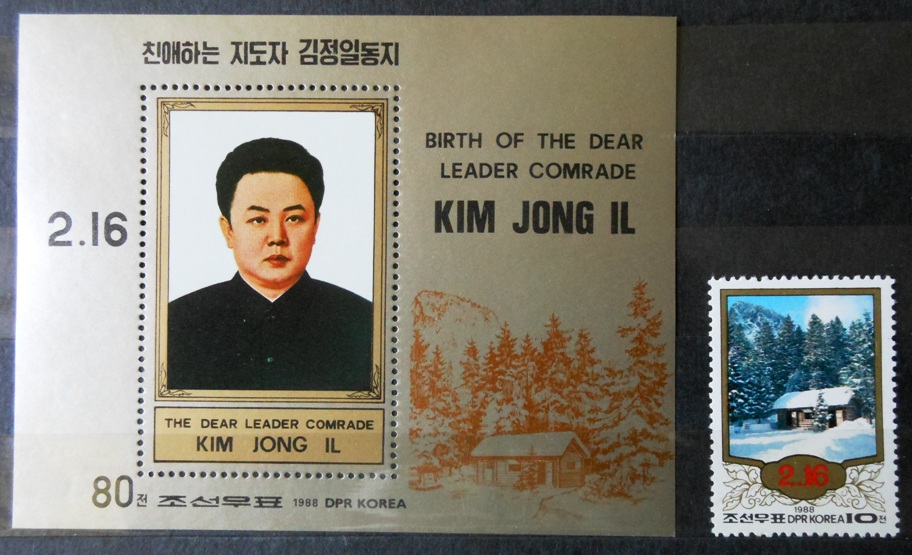 친애하는 지도자 김정일동지
BIRTH OF THE DEAR
LEADER COMRADE
KIM JONG IL
2.16
THE DEAR LEADER COMRADE
KIM JONG IL
80전 조선우표 1988 DPR KOREA
2.16
1988
조선우표 DPR KOREA 10전